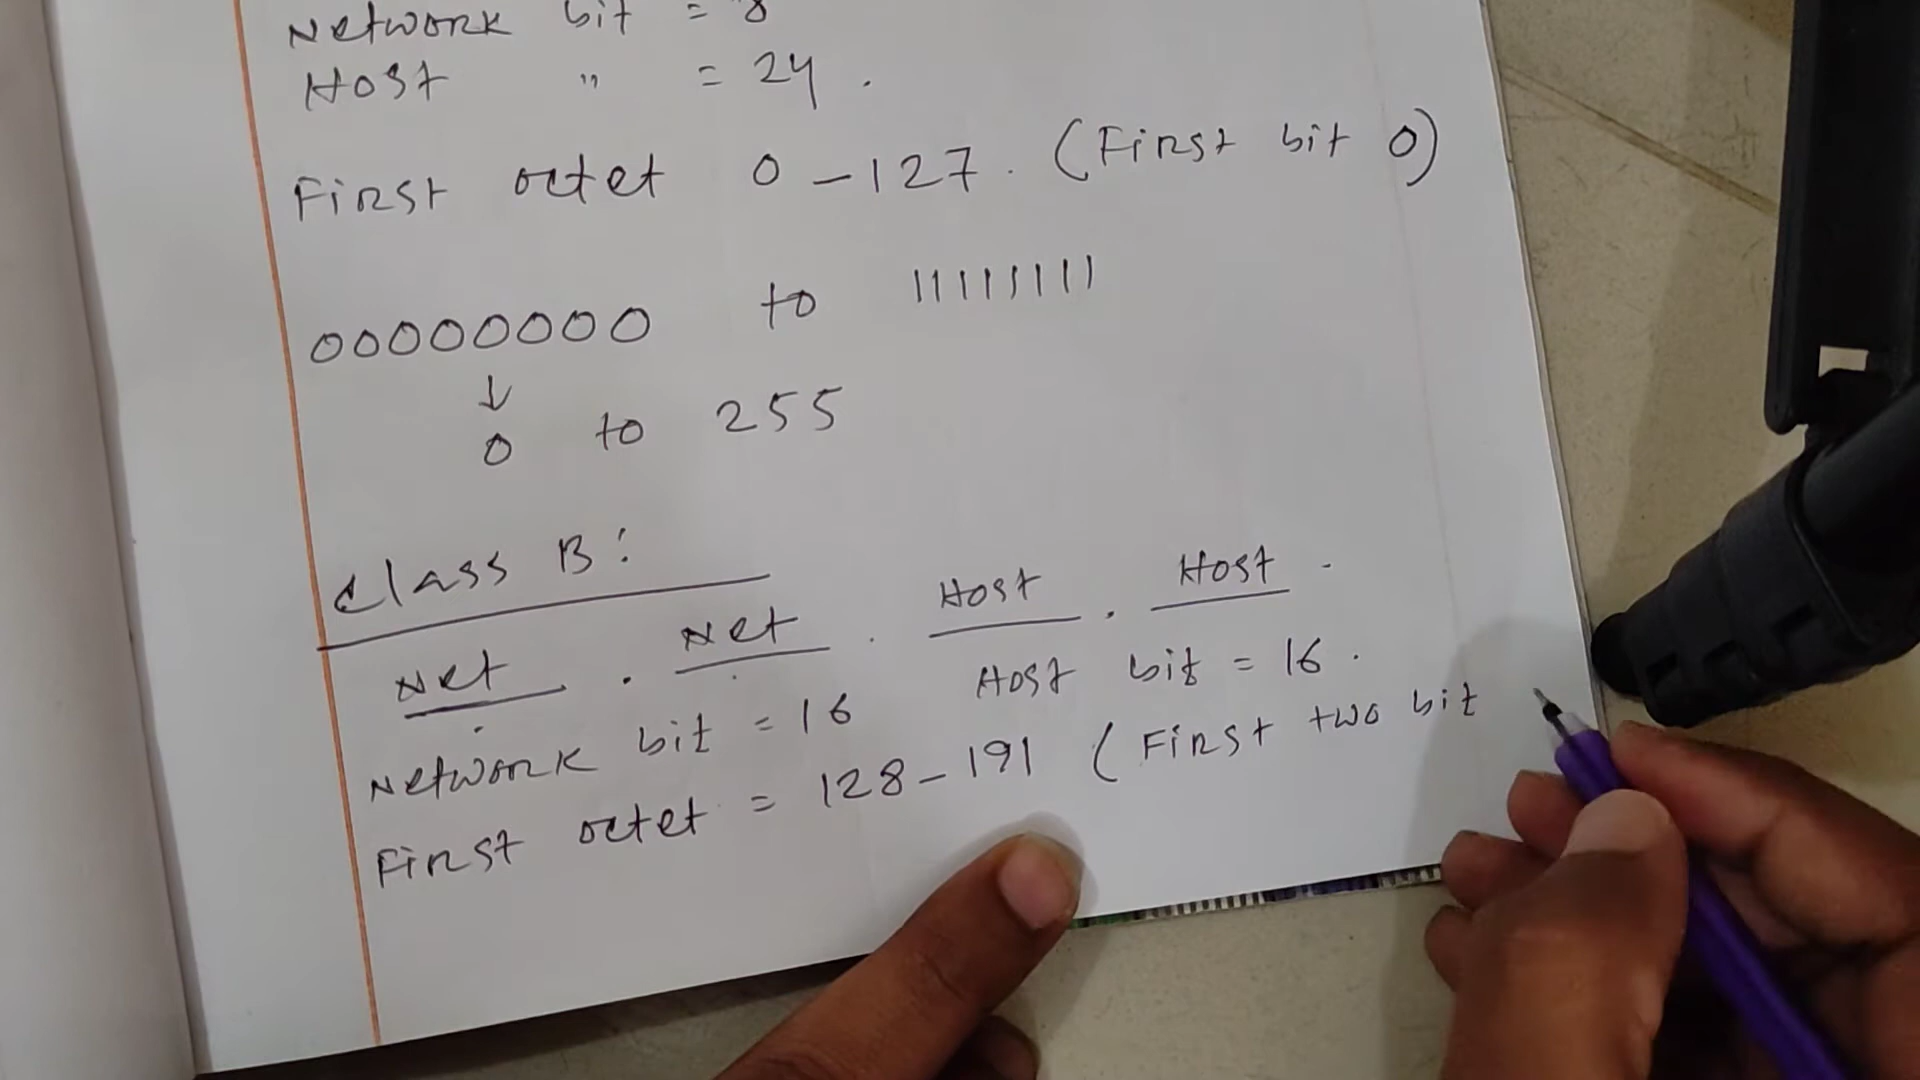 Network bit = 8
Host " = 24.
First octet 0 - 127. (First bit 0)
00000000 to 11111111
↓
0 to 255
Class B:
Net . Net . Host . Host .
Network bit = 16 Host bit = 16.
First octet = 128 - 191 (First two bit